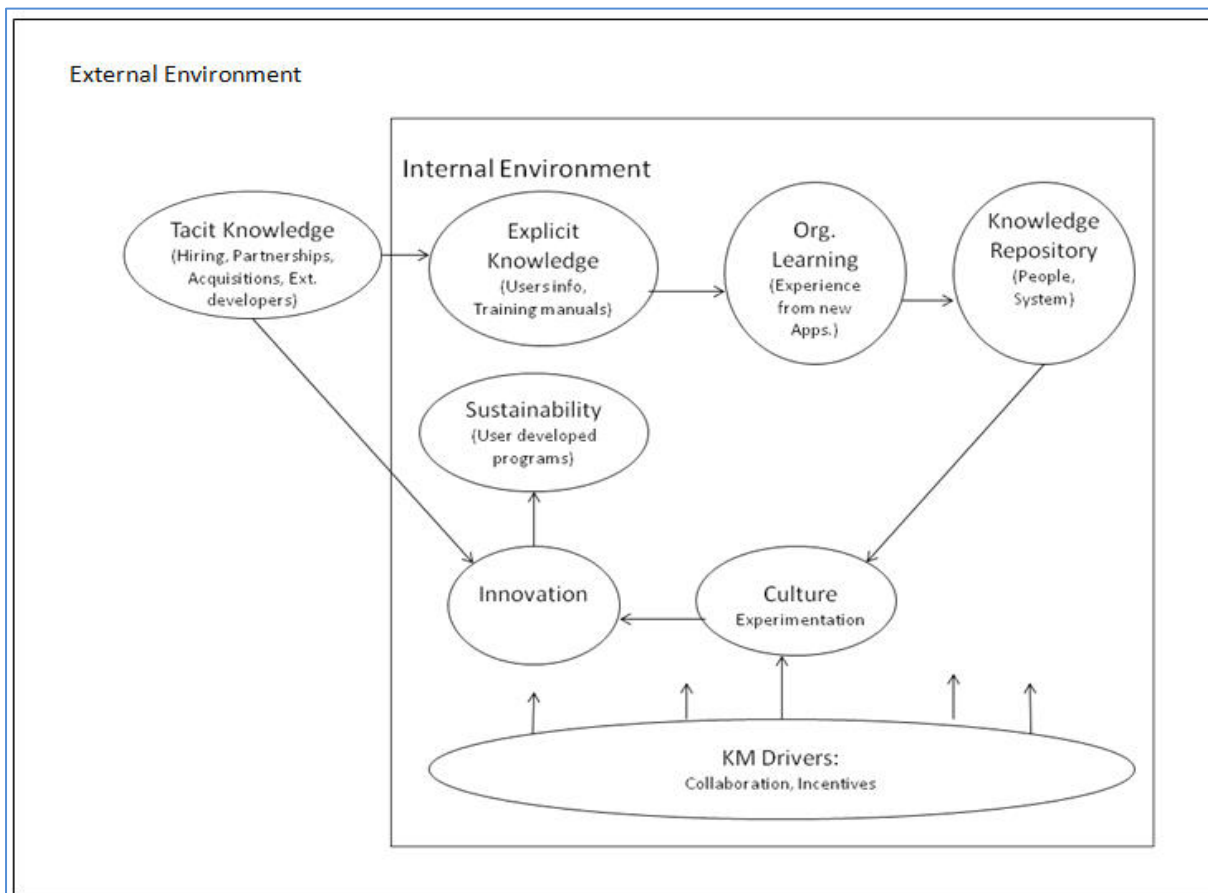 External Environment
Internal Environment
Tacit Knowledge
(Hiring, Partnerships,
Acquisitions, Ext.
developers)
Explicit
Knowledge
(Users info,
Training manuals)
Org.
Learning
(Experience
from new
Apps.)
Knowledge
Repository
(People,
System)
Sustainability
(User developed
programs)
Innovation
Culture
Experimentation
KM Drivers:
Collaboration, Incentives